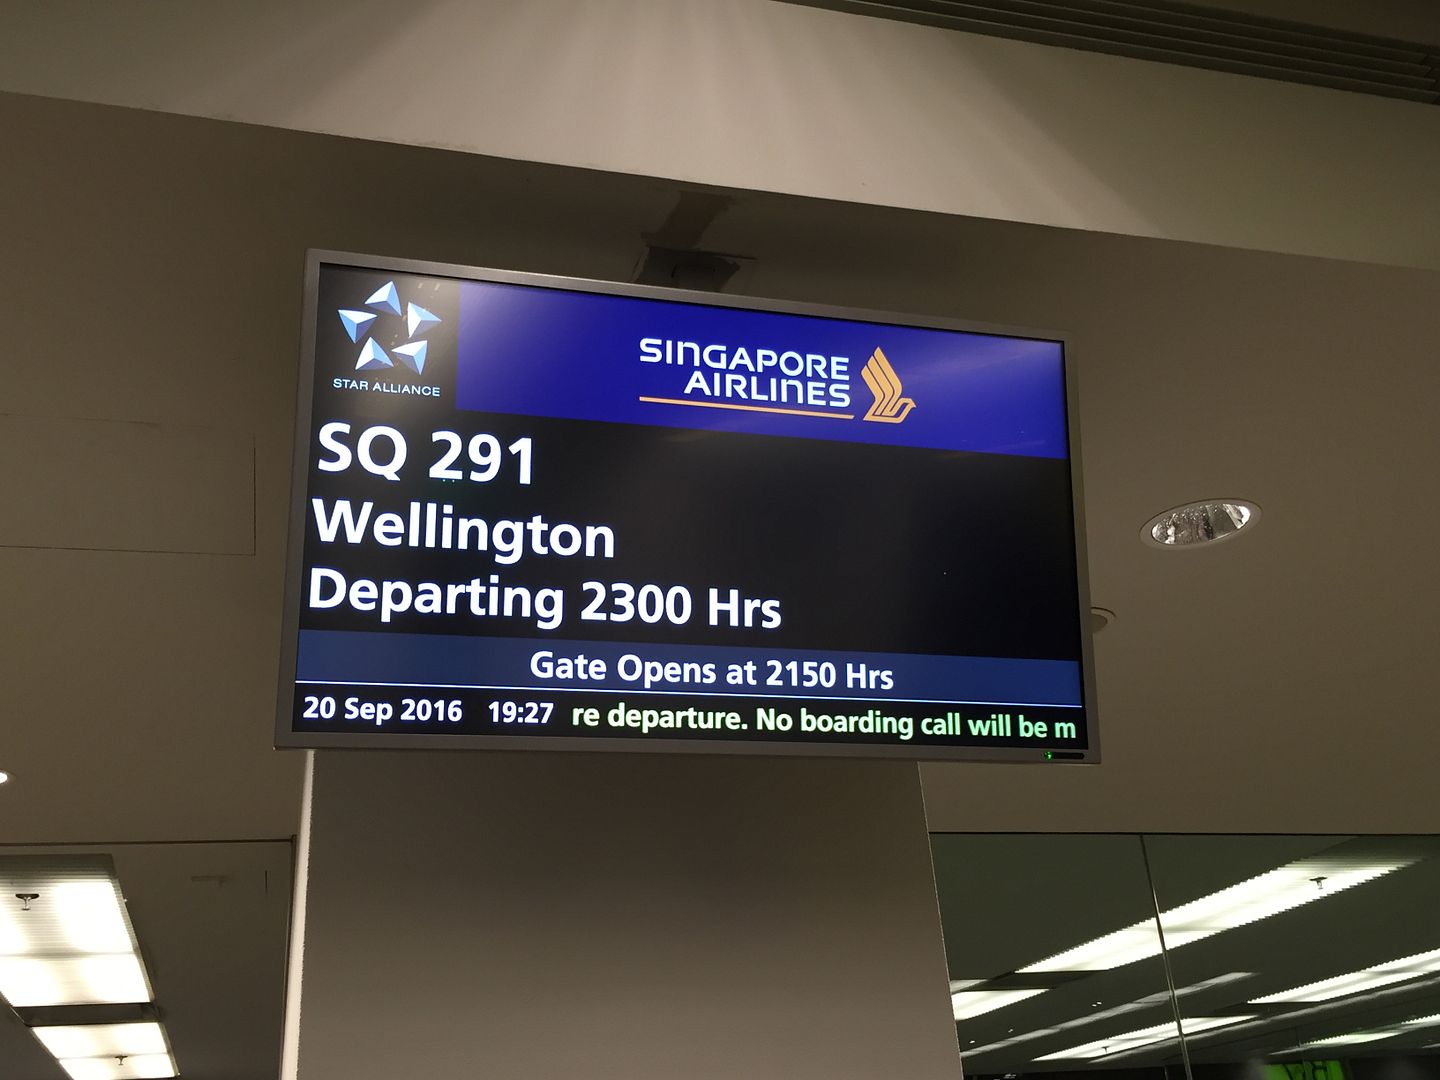 STAR ALLIANCE
SINGAPORE
AIRLINES
SQ 291
Wellington
Departing 2300 Hrs
Gate Opens at 2150 Hrs
20 Sep 2016 19:27 re departure. No boarding call will be m